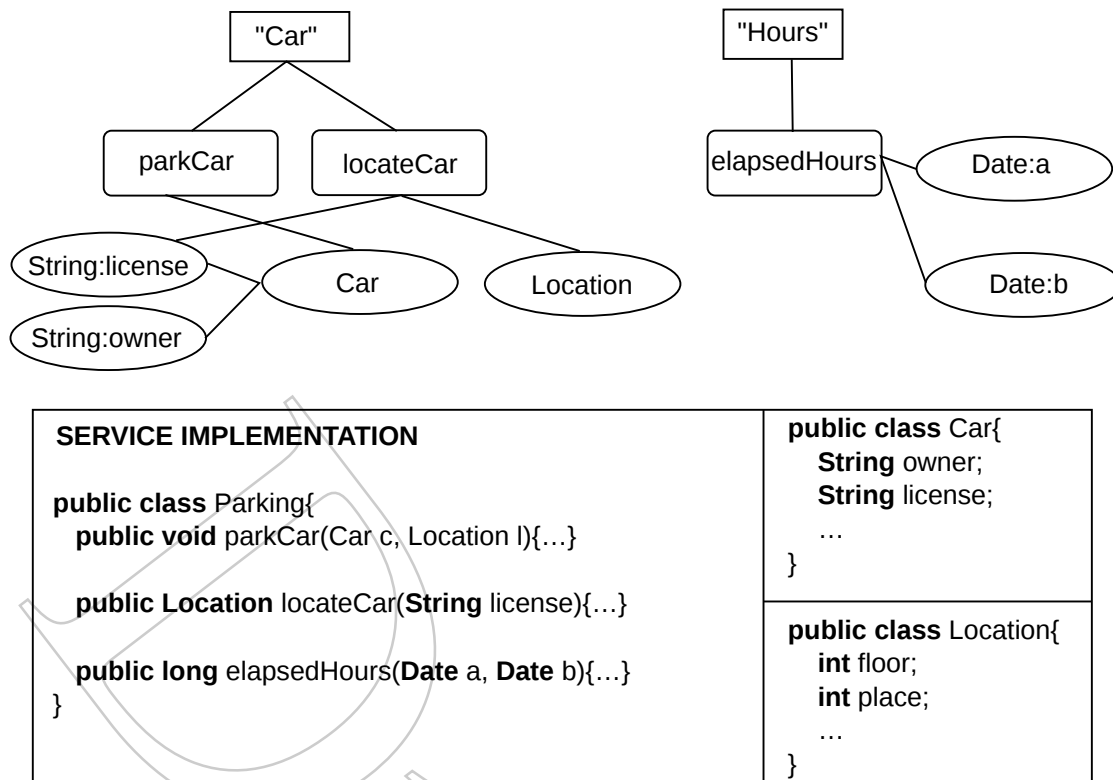 "Car"
"Hours"
parkCar
locateCar
elapsedHours
Date:a
String:license
Car
Location
Date:b
String:owner
SERVICE IMPLEMENTATION
public class Parking{
public void parkCar(Car c, Location l){…}
public Location locateCar(String license){…}
public long elapsedHours(Date a, Date b){…}
}
public class Car{
String owner;
String license;
…
}
public class Location{
int floor;
int place;
…
}